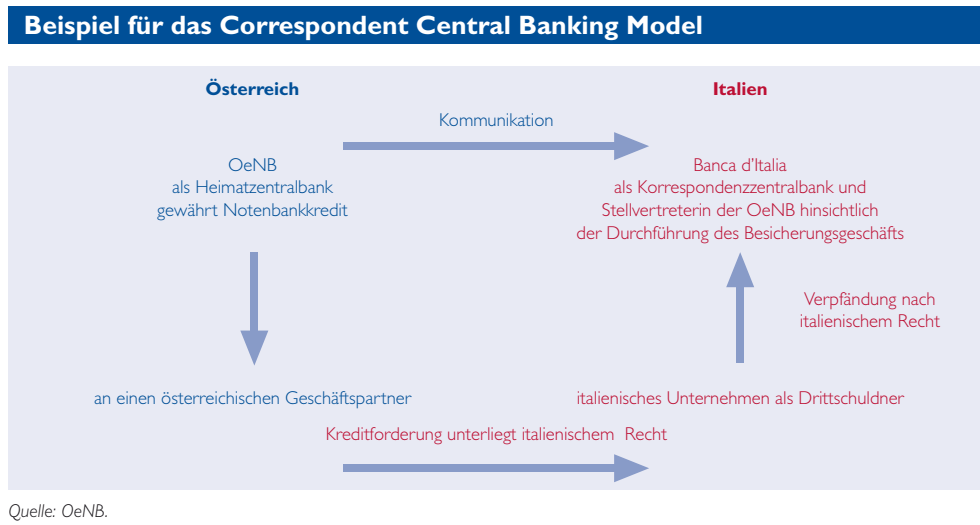 Beispiel für das Correspondent Central Banking Model
Österreich
Italien
Kommunikation
OeNB
als Heimatzentralbank
gewährt Notenbankkredit
Banca d'Italia
als Korrespondenzzentralbank und
Stellvertreterin der OeNB hinsichtlich
der Durchführung des Besicherungsgeschäfts
Verpfändung nach
italienischem Recht
an einen österreichischen Geschäftspartner
italienisches Unternehmen als Drittschuldner
Kreditforderung unterliegt italienischem Recht
Quelle: OeNB.